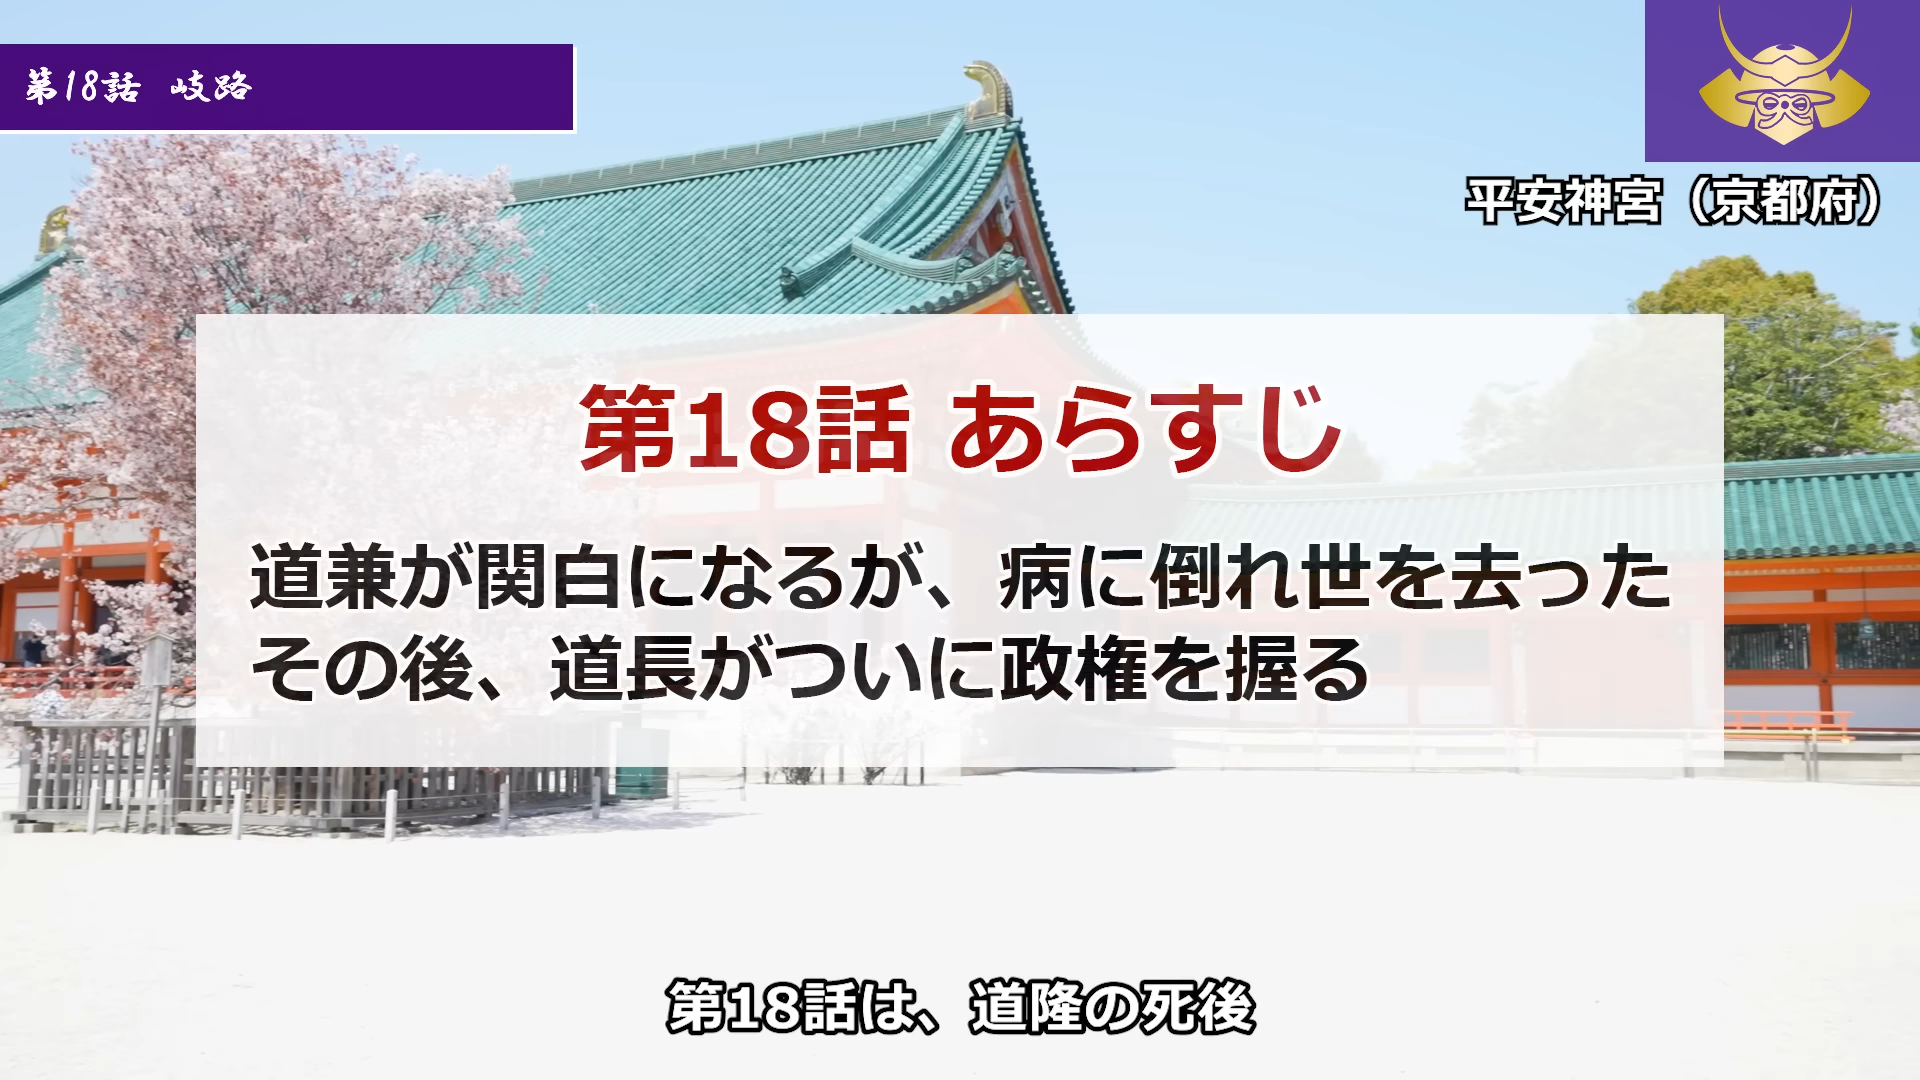 第18話 岐路
平安神宮（京都府）
第18話 あらすじ
道兼が関白になるが、病に倒れ世を去った
その後、道長がついに政権を握る
第18話は、道隆の死後